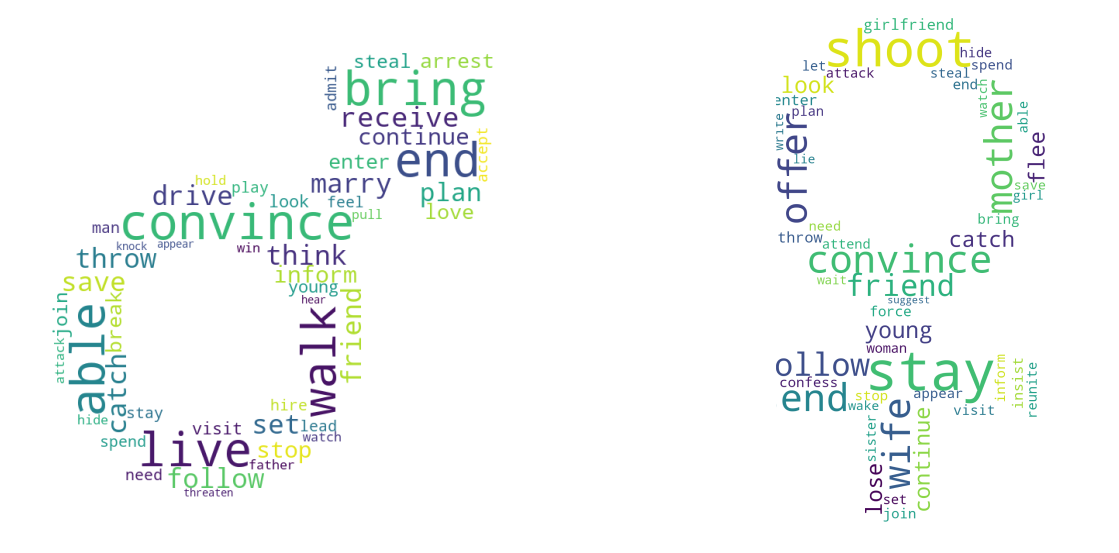 steal arrest
admit
bring
receive
continue
accept
enter end
marry plan
love
hold
drive play
look feel
pull
convince
man
knock appear
win
throw think
save inform
young
hear
join
break
attack
able
catch
walk
friend
hide stay
hire
visit set lead
watch
spend
live stop
father
need follow
threaten
girlfriend
shoot
hide
let spend
attack steal
look end
watch
enter
plan
able
write
offer
mother
flee
lie
save
girl
bring
need
throw attend catch
convince
wait friend
suggest
force
young
woman
ollow stay
inform
insist
reunite
confess
end stop appear
wake visit
sister
wife
continue
lose
set
join